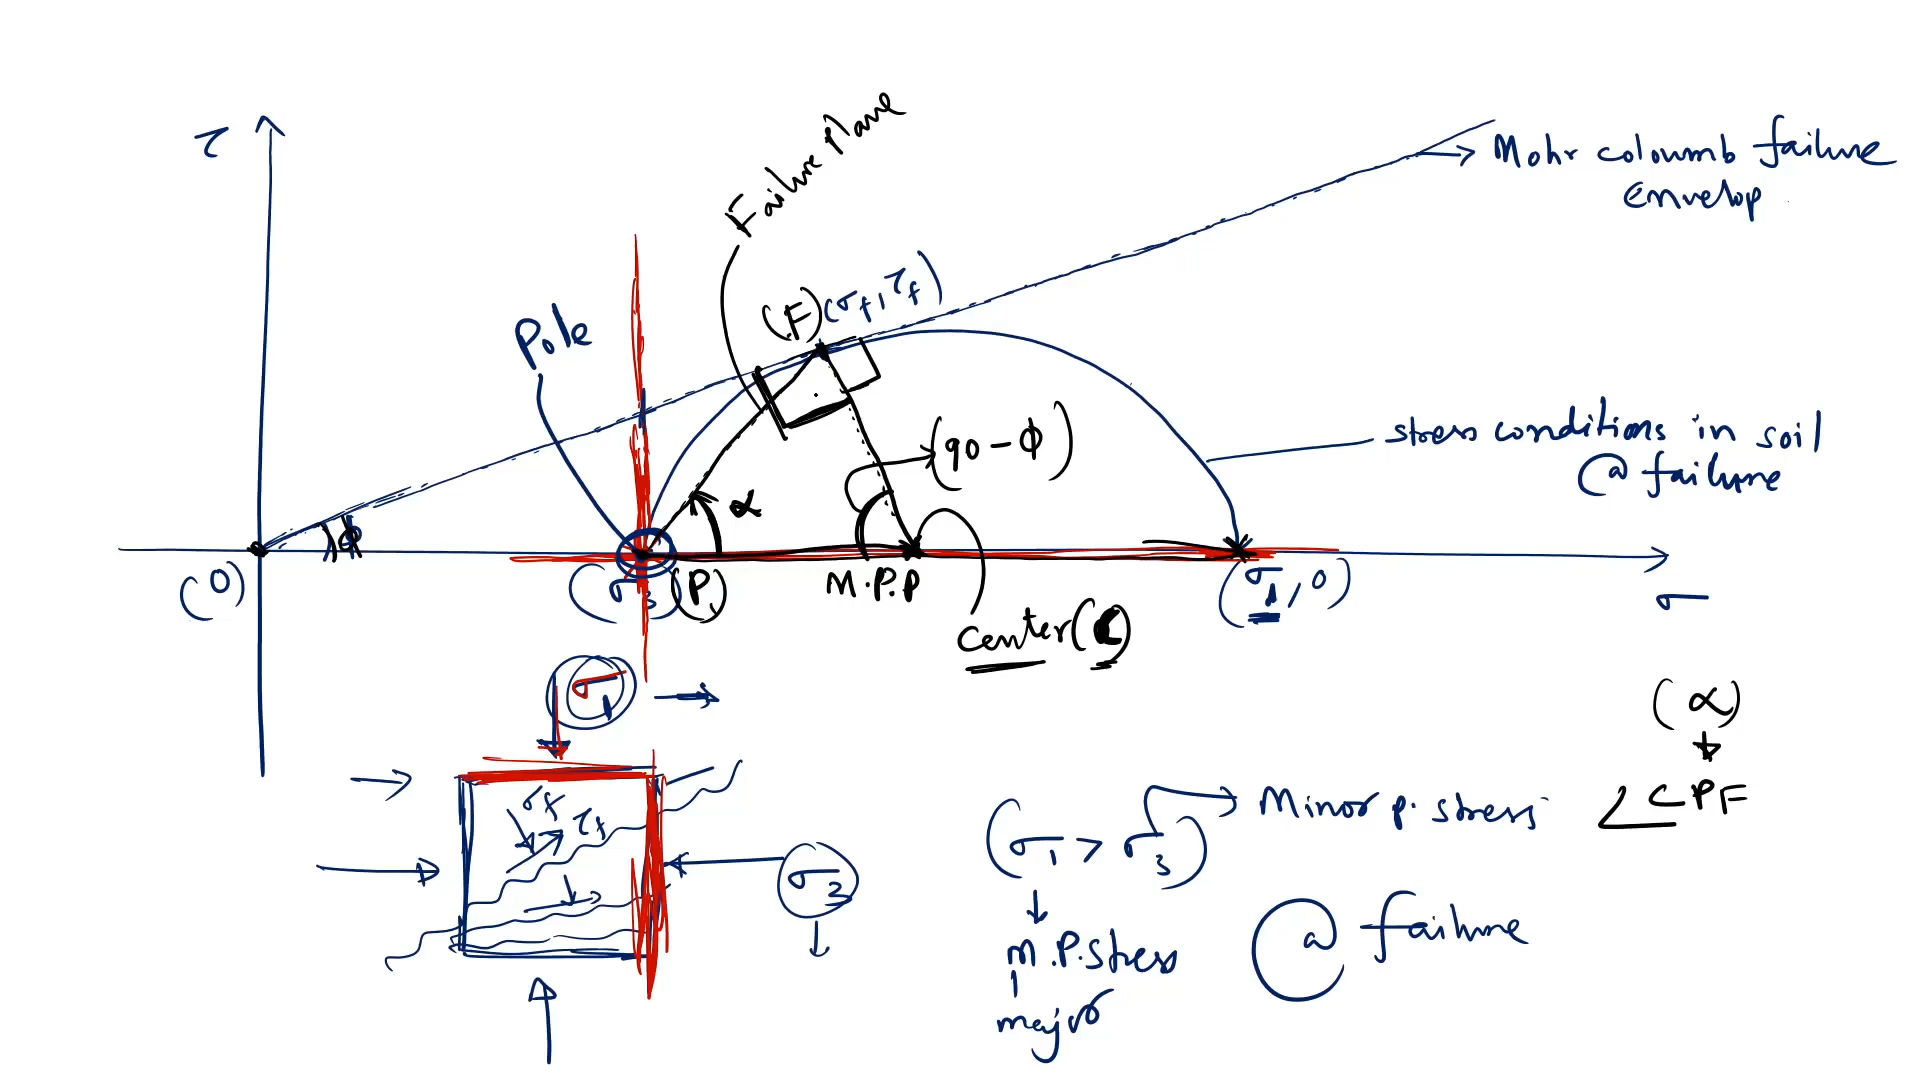 τ
Failure Plane
Mohr coloumb failure
envelop
(F) (σf, τf)
Pole
(90 - ϕ)
stress conditions in soil
@ failure
α
ϕ
(0)
(σ3
(P)
M.P.P
(σ1, 0)
σ
center (C)
σ1
(α)
σf
τf
∠CPF
(σ1 > σ3)
Minor p. stress
σ3
M.P. stress
major
@ failure